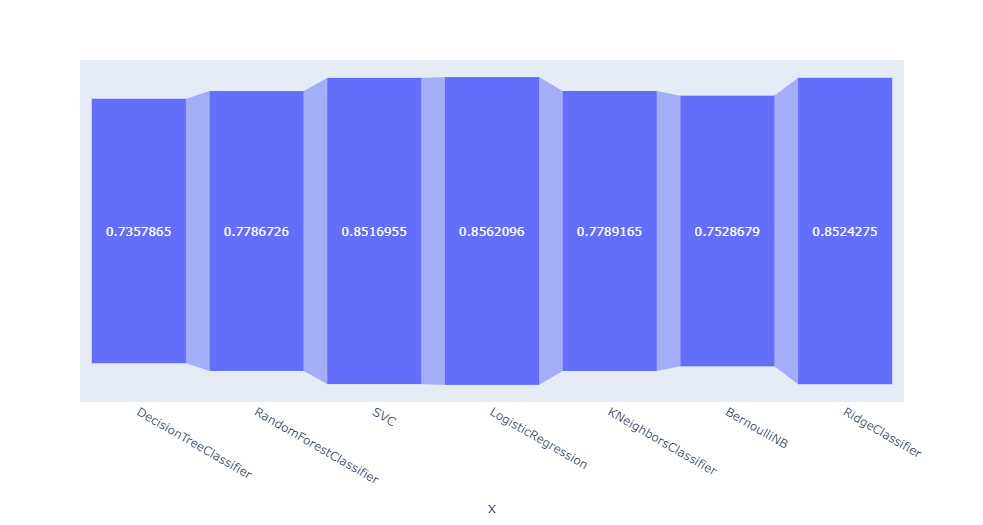 0.7357865
0.7786726
0.8516955
0.8562096
0.7789165
0.7528679
0.8524275
DecisionTreeClassifier
RandomForestClassifier
SVC
LogisticRegression
KNeighborsClassifier
BernoulliNB
RidgeClassifier
x